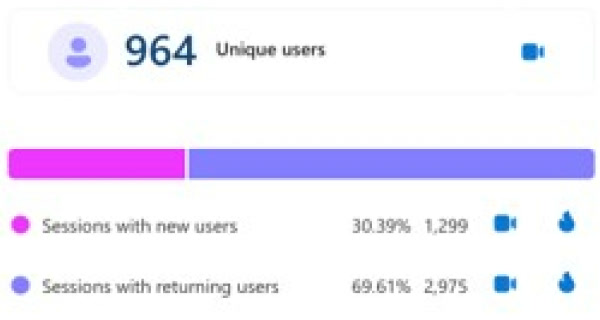 964 Unique users
Sessions with new users 30.39% 1,299
Sessions with returning users 69.61% 2,975